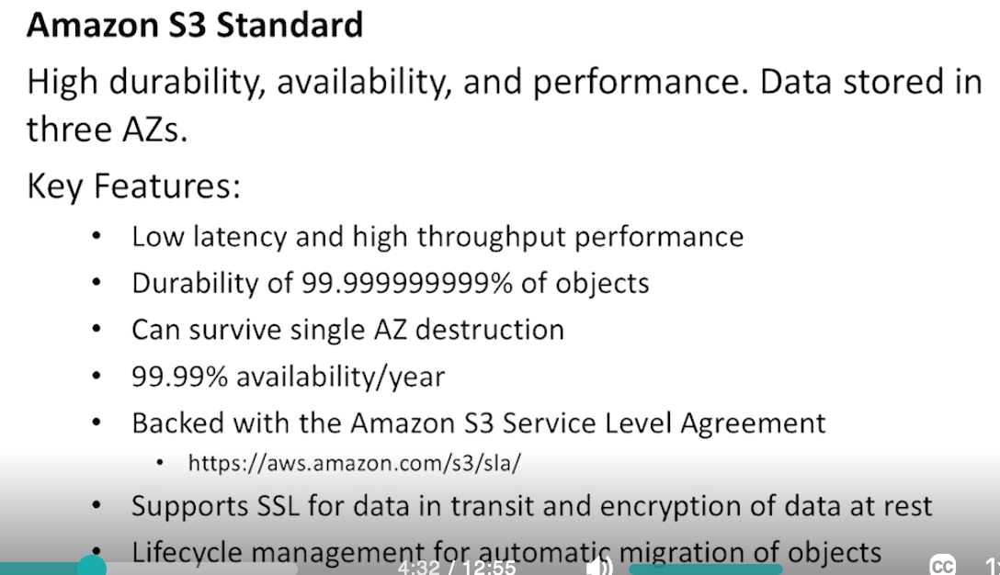 Amazon S3 Standard
High durability, availability, and performance. Data stored in
three AZs.
Key Features:
• Low latency and high throughput performance
• Durability of 99.999999999% of objects
• Can survive single AZ destruction
• 99.99% availability/year
• Backed with the Amazon S3 Service Level Agreement
• https://aws.amazon.com/s3/sla/
• Supports SSL for data in transit and encryption of data at rest
• Lifecycle management for automatic migration of objects
4:32 / 12:55
CC